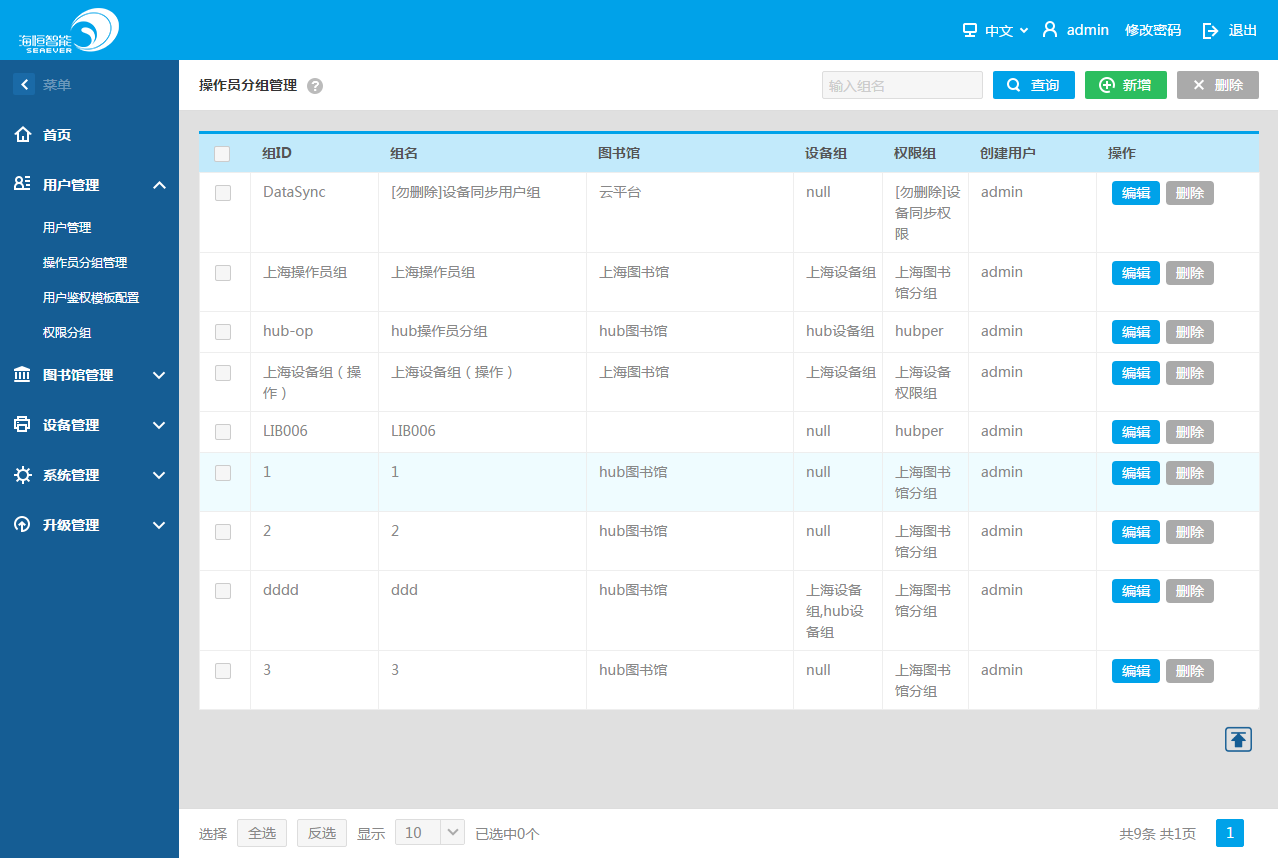 海恒智能
SEAEVER
中文 admin 修改密码 退出
菜单
首页
用户管理
用户管理
操作员分组管理
用户鉴权模板配置
权限分组
图书馆管理
设备管理
系统管理
升级管理
操作员分组管理 ? 输入组名 查询 新增 删除
组ID 组名 图书馆 设备组 权限组 创建用户 操作
DataSync [勿删除]设备同步用户组 云平台 null [勿删除]设 admin 编辑 删除
备同步权
限
上海操作员组 上海操作员组 上海图书馆 上海设备组 上海图书 admin 编辑 删除
馆分组
hub-op hub操作员分组 hub图书馆 hub设备组 hubper admin 编辑 删除
上海设备组（操 上海设备组（操作） 上海图书馆 上海设备组 上海设备 admin 编辑 删除
作） 权限组
LIB006 LIB006 null hubper admin 编辑 删除
1 1 hub图书馆 null 上海图书 admin 编辑 删除
馆分组
2 2 hub图书馆 null 上海图书 admin 编辑 删除
馆分组
dddd ddd hub图书馆 上海设备 上海图书 admin 编辑 删除
组,hub设 馆分组
备组
3 3 hub图书馆 null 上海图书 admin 编辑 删除
馆分组
选择 全选 反选 显示 10 已选中0个 共9条 共1页 1